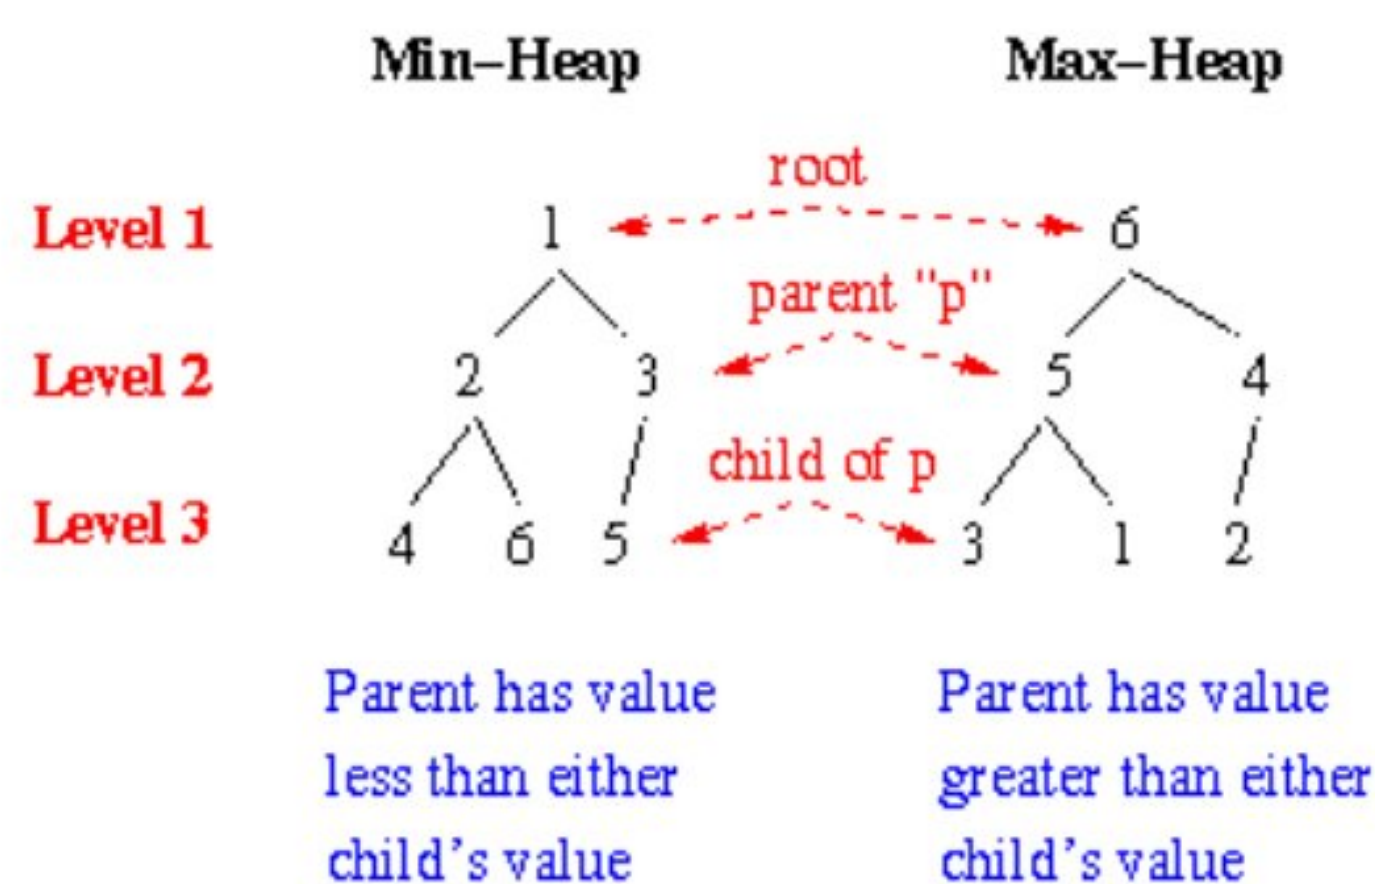 Min-Heap Max-Heap
root
Level 1 1 6
parent "p"
Level 2 2 3 5 4
child of p
Level 3 4 6 5 3 1 2
Parent has value
less than either
child's value
Parent has value
greater than either
child's value